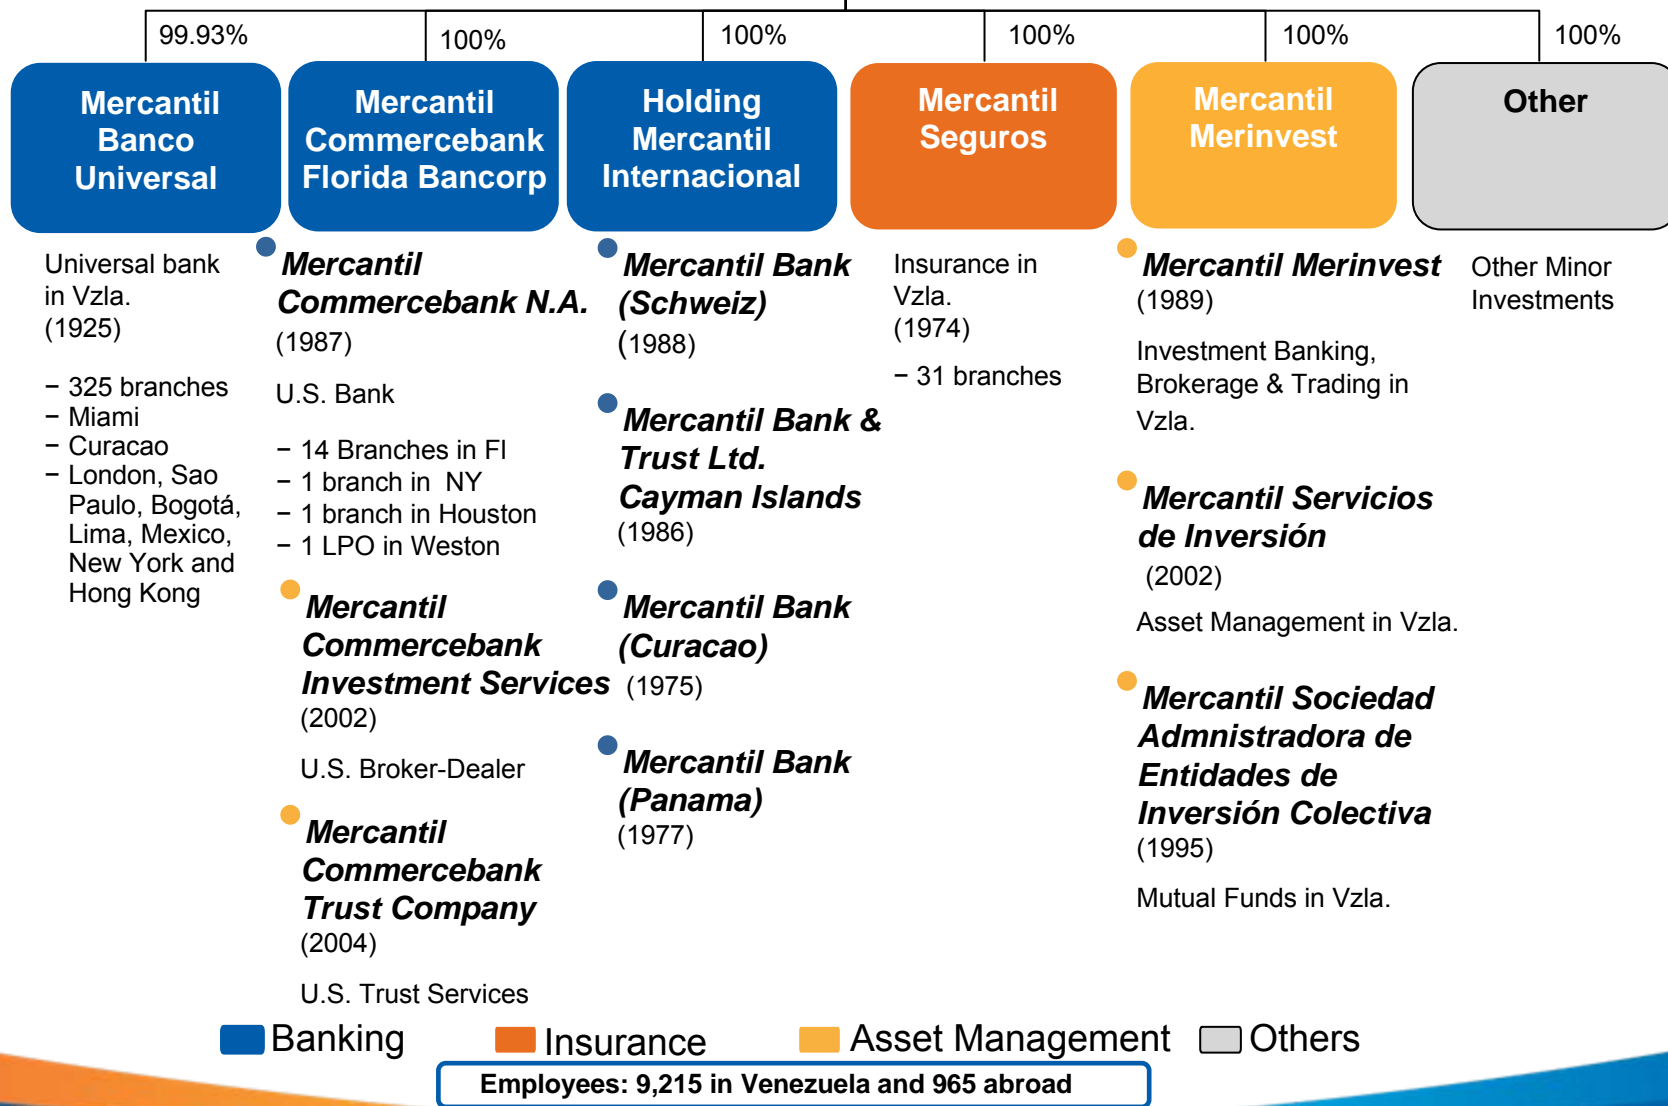 99.93%
100%
100%
100%
100%
100%
Mercantil
Banco
Universal
Mercantil
Commercebank
Florida Bancorp
Holding
Mercantil
Internacional
Mercantil
Seguros
Mercantil
Merinvest
Other
Universal bank
in Vzla.
(1925)
− 325 branches
− Miami
− Curacao
− London, Sao
Paulo, Bogotá,
Lima, Mexico,
New York and
Hong Kong
Mercantil
Commercebank N.A.
(1987)
U.S. Bank
− 14 Branches in Fl
− 1 branch in NY
− 1 branch in Houston
− 1 LPO in Weston
Mercantil
Commercebank
Investment Services
(2002)
U.S. Broker-Dealer
Mercantil
Commercebank
Trust Company
(2004)
U.S. Trust Services
Mercantil Bank
(Schweiz)
(1988)
Mercantil Bank &
Trust Ltd.
Cayman Islands
(1986)
Mercantil Bank
(Curacao)
(1975)
Mercantil Bank
(Panama)
(1977)
Insurance in
Vzla.
(1974)
− 31 branches
Mercantil Merinvest
(1989)
Investment Banking,
Brokerage & Trading in
Vzla.
Mercantil Servicios
de Inversión
(2002)
Asset Management in Vzla.
Mercantil Sociedad
Admnistradora de
Entidades de
Inversión Colectiva
(1995)
Mutual Funds in Vzla.
Other Minor
Investments
Banking
Insurance
Asset Management
Others
Employees: 9,215 in Venezuela and 965 abroad